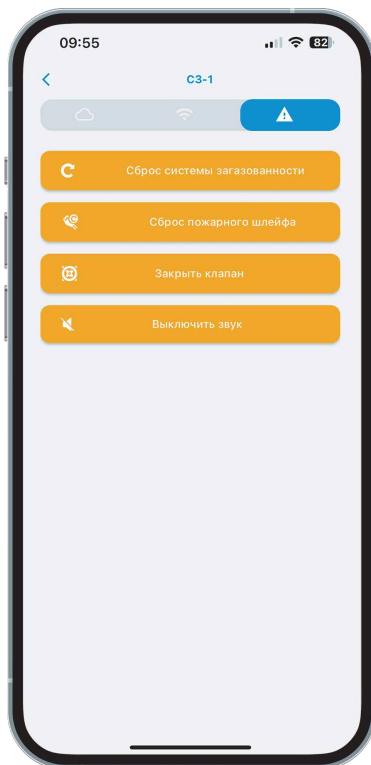 09:55
82
СЗ-1
Сброс системы загазованности
Сброс пожарного шлейфа
Закрыть клапан
Выключить звук